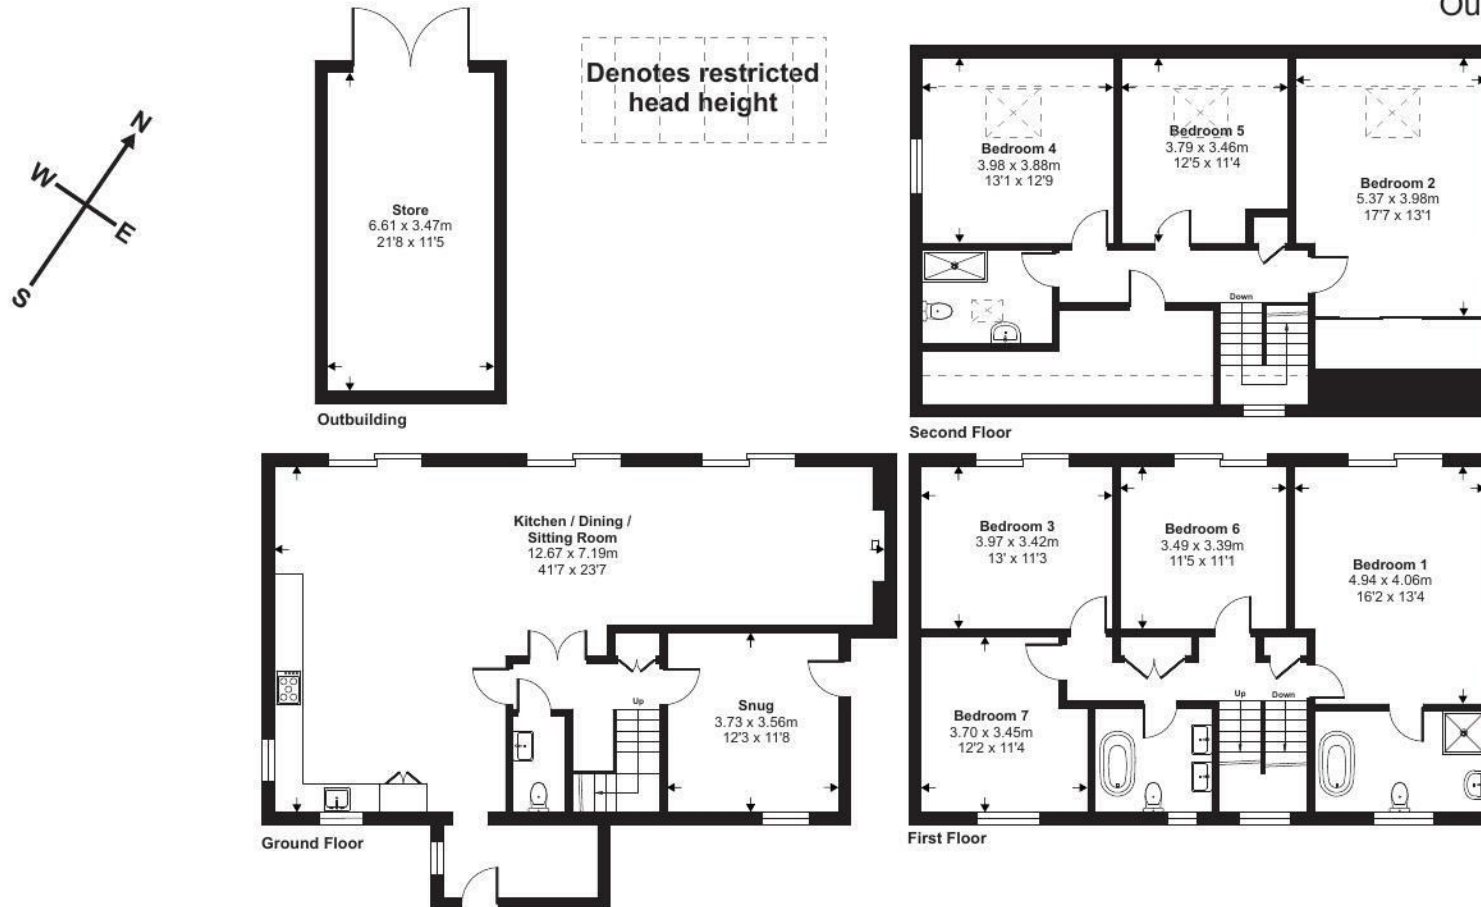 Ou
N
W
E
S
Store
6.61 x 3.47m
21'8 x 11'5
Outbuilding
Denotes restricted
head height
Bedroom 4
3.98 x 3.88m
13'1 x 12'9
Bedroom 5
3.79 x 3.46m
12'5 x 11'4
Bedroom 2
5.37 x 3.98m
17'7 x 13'1
Down
Second Floor
Kitchen / Dining /
Sitting Room
12.67 x 7.19m
41'7 x 23'7
Up
Snug
3.73 x 3.56m
12'3 x 11'8
Ground Floor
Bedroom 3
3.97 x 3.42m
13' x 11'3
Bedroom 6
3.49 x 3.39m
11'5 x 11'1
Bedroom 1
4.94 x 4.06m
16'2 x 13'4
Bedroom 7
3.70 x 3.45m
12'2 x 11'4
Up
Down
First Floor